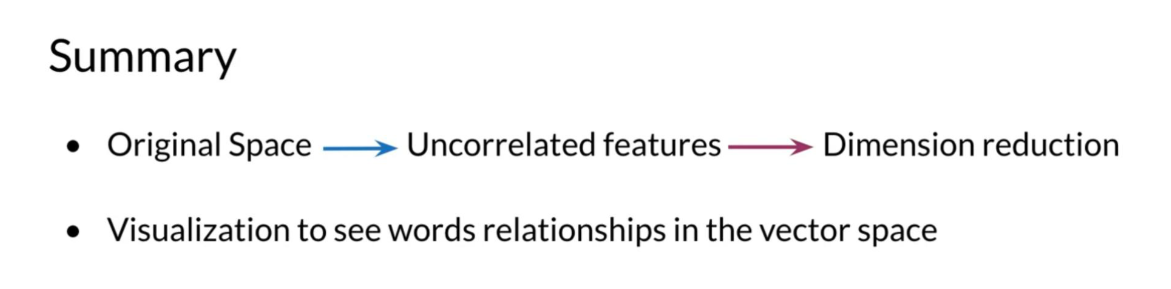 Summary
• Original Space → Uncorrelated features → Dimension reduction
• Visualization to see words relationships in the vector space